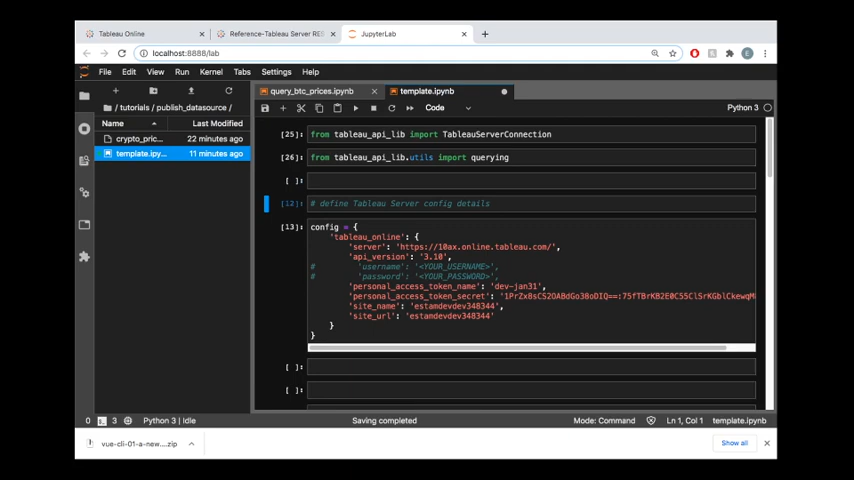 Tableau Online
Reference-Tableau Server RES
JupyterLab
localhost:8888/lab
File Edit View Run Kernel Tabs Settings Help
/ tutorials / publish_datasource /
Name Last Modified
crypto_pric... 22 minutes ago
template.ipy... 11 minutes ago
query_btc_prices.ipynb
template.ipynb
Code
Python 3
[25]: from tableau_api_lib import TableauServerConnection
[26]: from tableau_api_lib.utils import querying
[ ]:
[12]: # define Tableau Server config details
[13]: config = {
'tableau_online': {
'server': 'https://10ax.online.tableau.com/',
'api_version': '3.10',
# 'username': '<YOUR_USERNAME>',
# 'password': '<YOUR_PASSWORD>',
'personal_access_token_name': 'dev-jan31',
'personal_access_token_secret':
'site_name': 'estamdevdev348344',
'site_url': 'estamdevdev348344'
}
}
[ ]:
[ ]:
0 3 Python 3 | Idle Saving completed Mode: Command Ln 1, Col 1 template.ipynb
vue-cli-01-a-new....zip
Show all